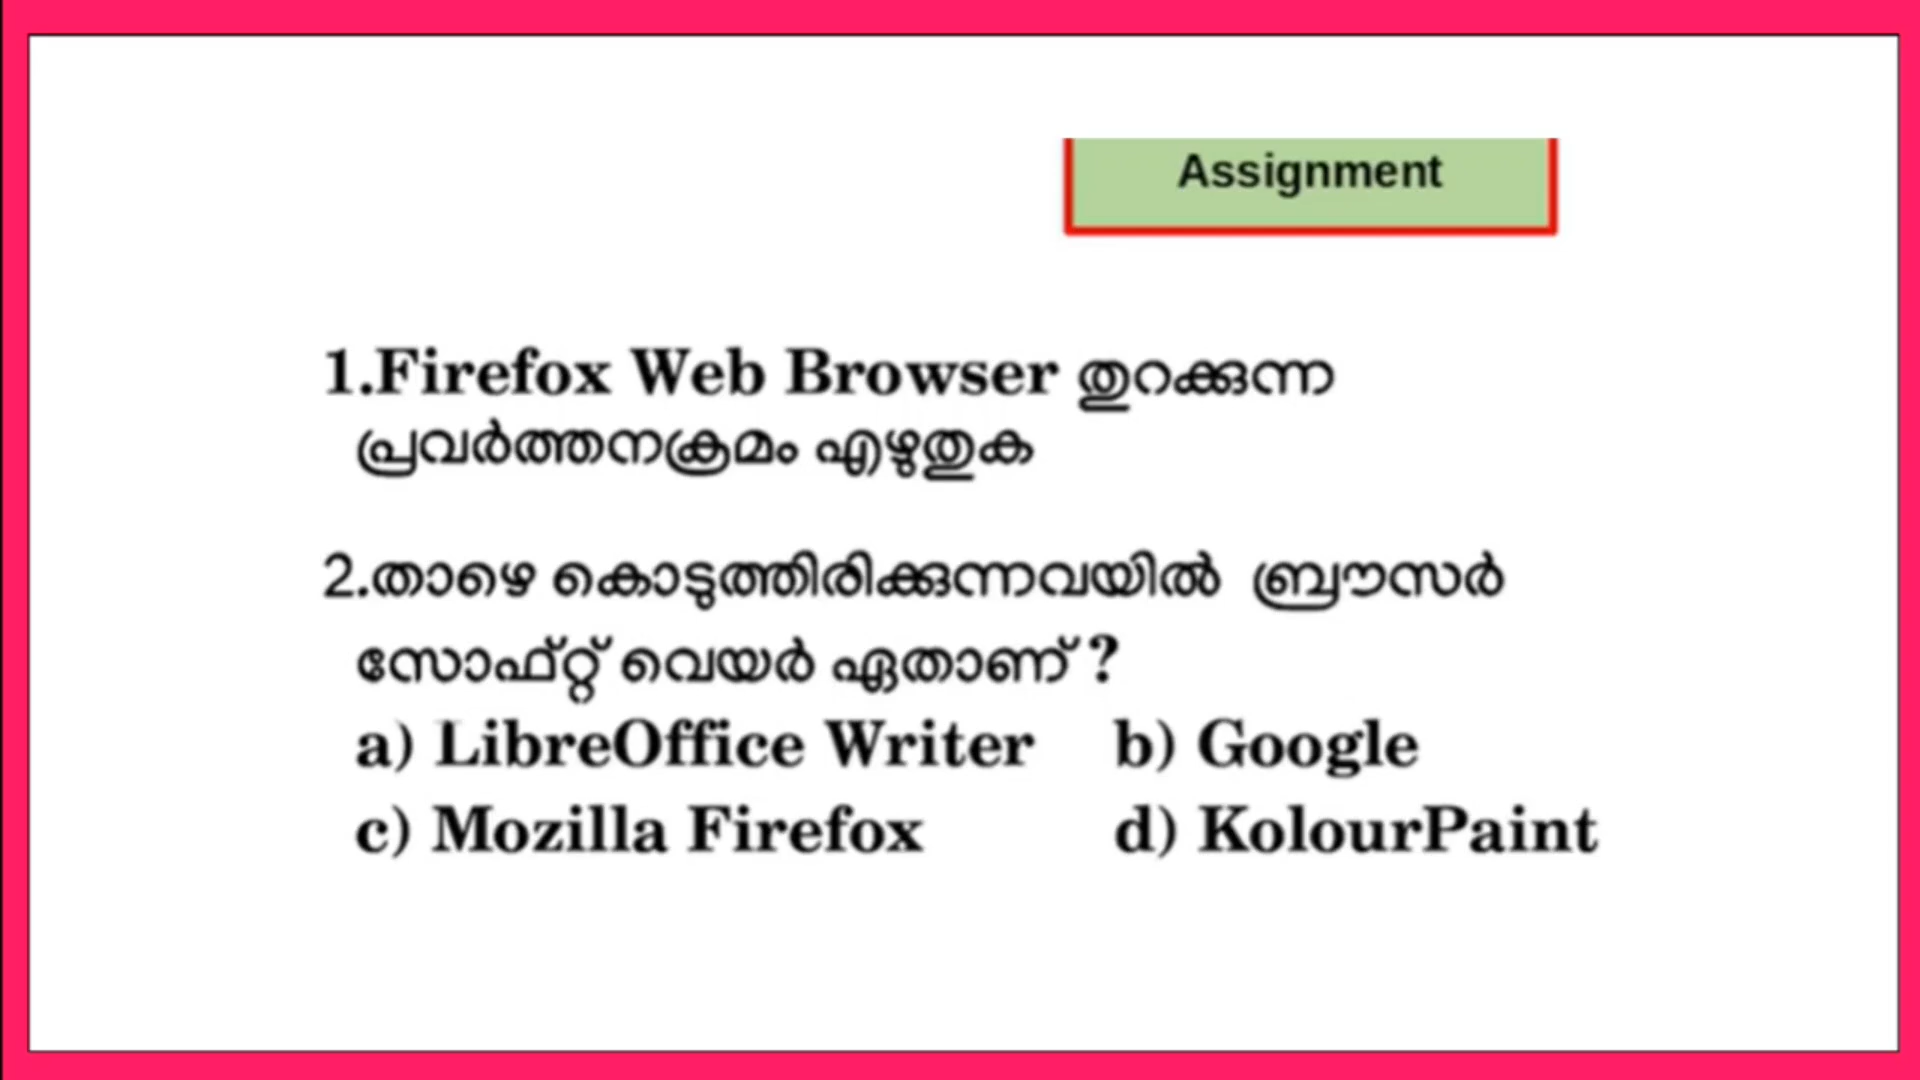 Assignment
1.Firefox Web Browser തുറക്കുന്ന
പ്രവർത്തനക്രമം എഴുതുക
2.താഴെ കൊടുത്തിരിക്കുന്നവയിൽ ബ്രൗസർ
സോഫ്റ്റ് വെയർ ഏതാണ് ?
a) LibreOffice Writer b) Google
c) Mozilla Firefox d) KolourPaint